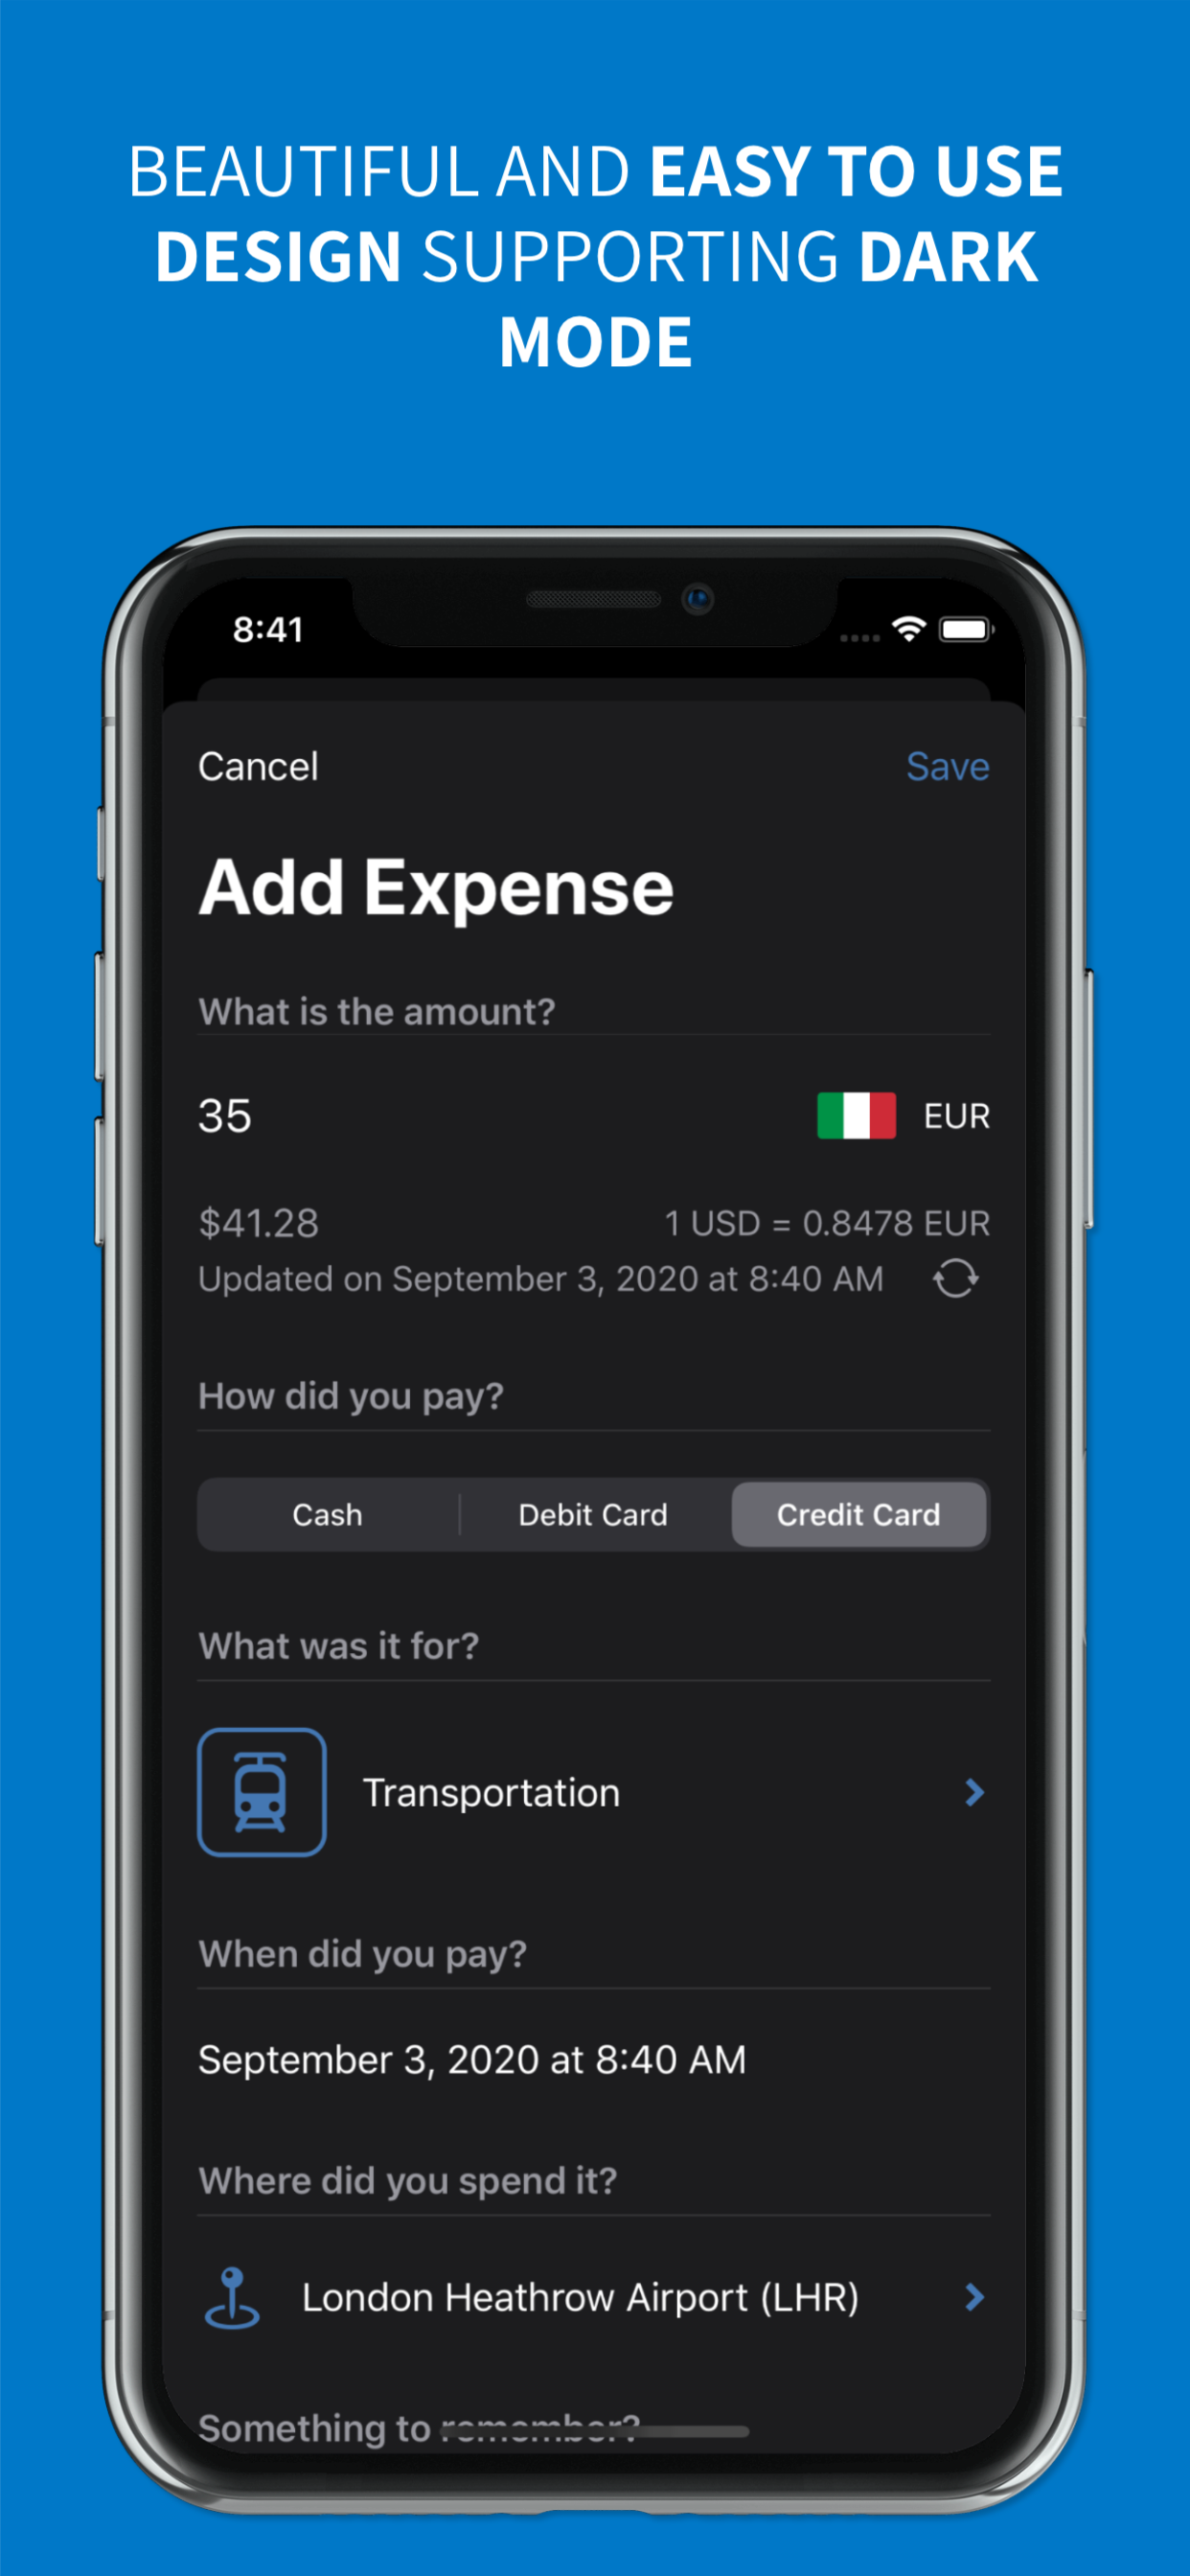 BEAUTIFUL AND EASY TO USE
DESIGN SUPPORTING DARK
MODE
8:41
Cancel
Save
Add Expense
What is the amount?
35
EUR
$41.28
1 USD = 0.8478 EUR
Updated on September 3, 2020 at 8:40 AM
How did you pay?
Cash
Debit Card
Credit Card
What was it for?
Transportation
When did you pay?
September 3, 2020 at 8:40 AM
Where did you spend it?
London Heathrow Airport (LHR)
Something to remember?